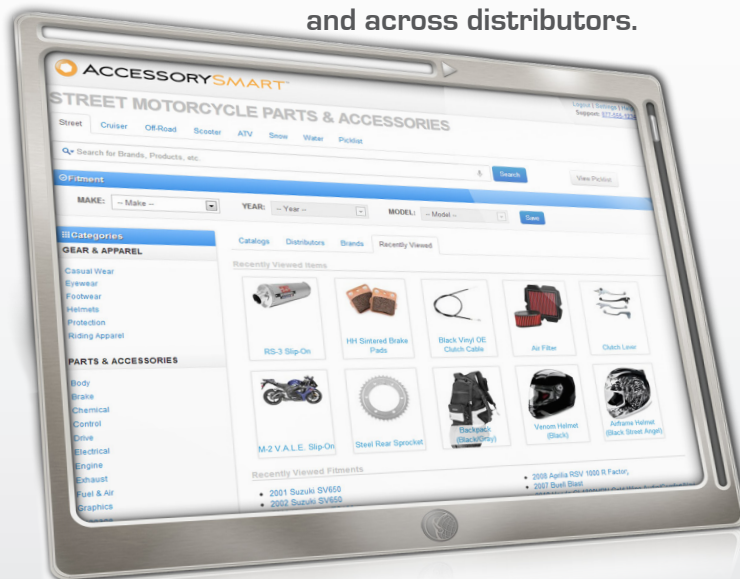 and across distributors.
ACCESSORYSMART
STREET MOTORCYCLE PARTS & ACCESSORIES
Logout | Settings | Help
Support:
Street Cruiser Off-Road Scooter ATV Snow Water Picklist
Search for Brands, Products, etc.
Search
View Picklist
Fitment
MAKE: -- Make -- YEAR: -- Year -- MODEL: -- Model -- Save
Categories
Catalogs Distributors Brands Recently Viewed
GEAR & APPAREL
Casual Wear
Eyewear
Footwear
Helmets
Protection
Riding Apparel
PARTS & ACCESSORIES
Body
Brake
Chemical
Control
Drive
Electrical
Engine
Exhaust
Fuel & Air
Graphics
Recently Viewed Items
RS-3 Slip-On
HH Sintered Brake
Pads
Black Vinyl OE
Clutch Cable
Air Filter
Clutch Lever
M-2 V.A.L.E. Slip-On
Steel Rear Sprocket
Backpack
(Black/Gray)
Venom Helmet
(Black)
Airframe Helmet
(Black Street Angel)
Recently Viewed Fitments
2001 Suzuki SV650
2002 Suzuki SV650
2008 Aprilia RSV 1000 R Factor,
2007 Buell Blast